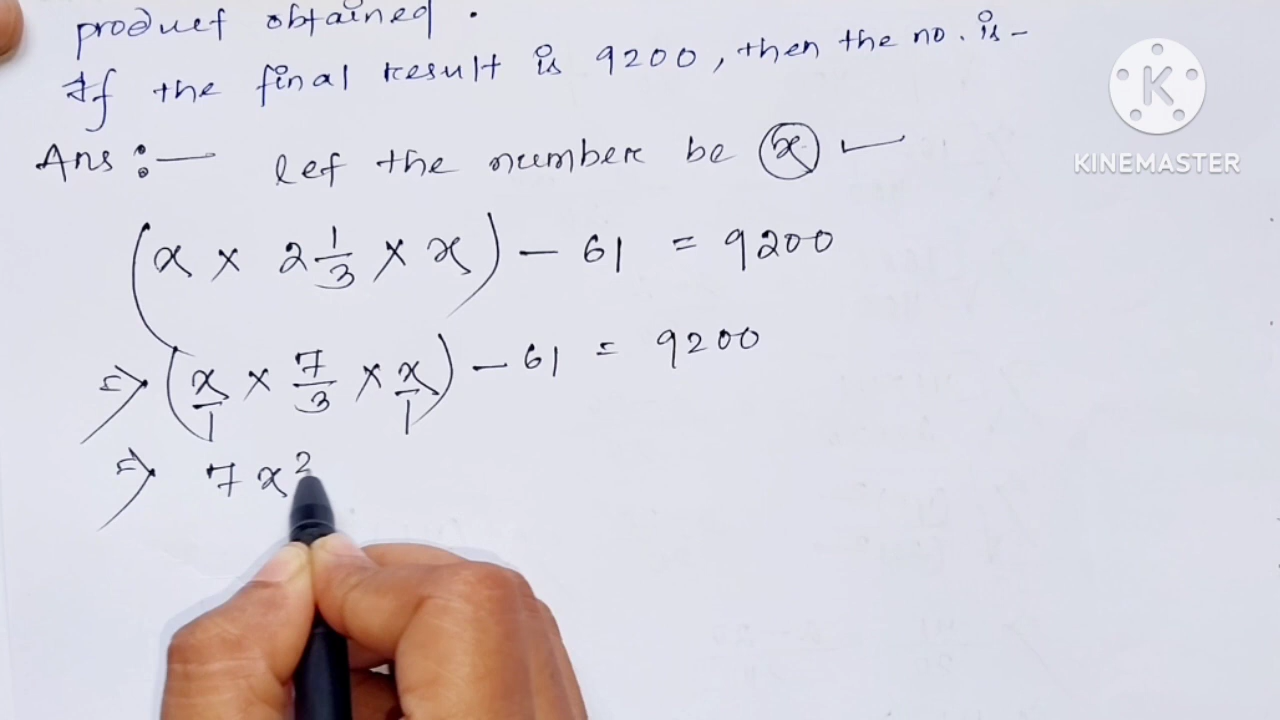 product obtained.
If the final result is 9200, then the no. is -
K
KINEMASTER
Ans :- let the number be x
(x × 2 1/3 × x) - 61 = 9200
⇒ (x/1 × 7/3 × x/1) - 61 = 9200
⇒ 7x²